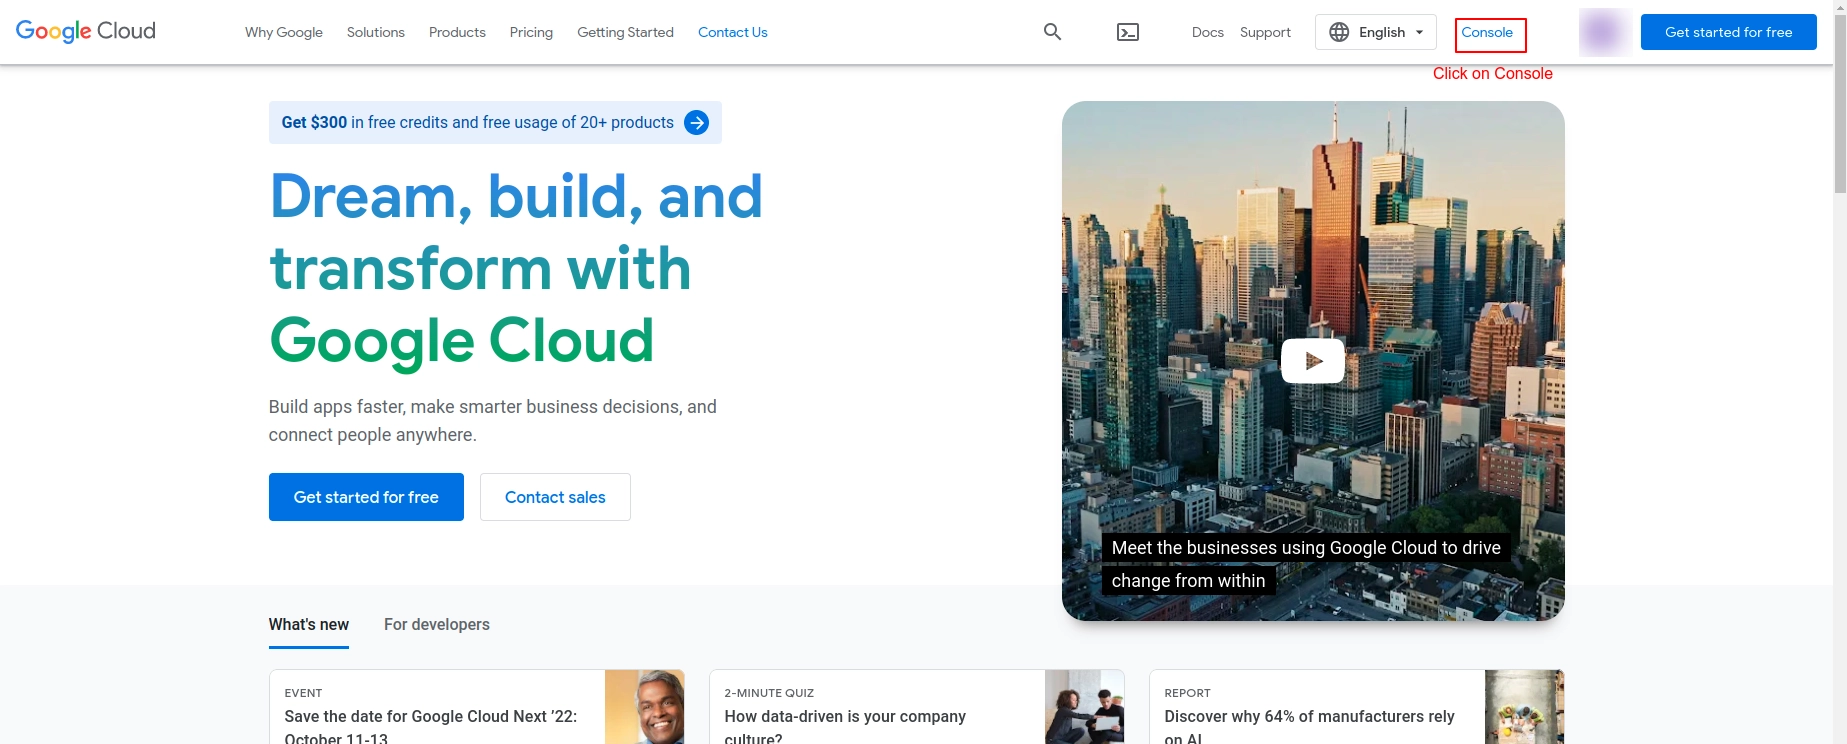 Google Cloud
Why Google
Solutions
Products
Pricing
Getting Started
Contact Us
Docs
Support
English
Console
Get started for free
Click on Console
Get $300 in free credits and free usage of 20+ products
Dream, build, and
transform with
Google Cloud
Build apps faster, make smarter business decisions, and
connect people anywhere.
Get started for free
Contact sales
Meet the businesses using Google Cloud to drive
change from within
What's new
For developers
EVENT
Save the date for Google Cloud Next ’22:
October 11-13
2-MINUTE QUIZ
How data-driven is your company
culture?
REPORT
Discover why 64% of manufacturers rely
on AI